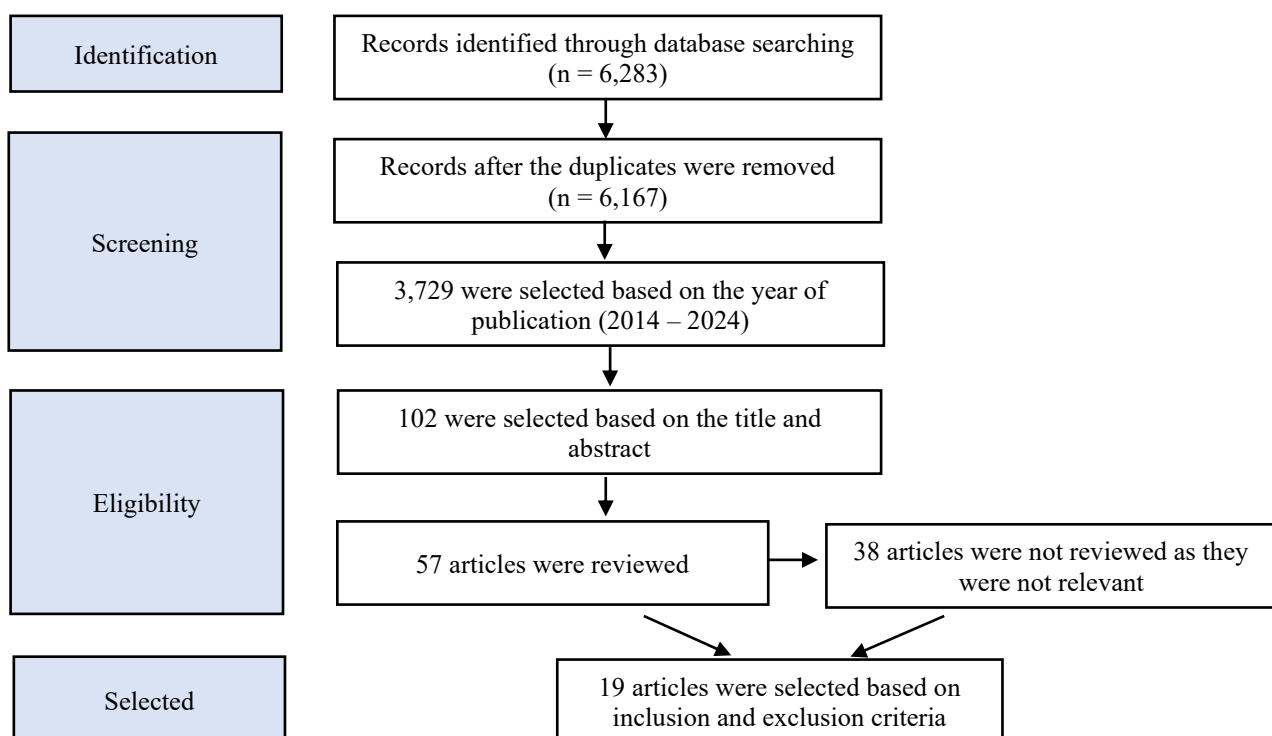 Identification
Records identified through database searching
(n = 6,283)
Screening
Records after the duplicates were removed
(n = 6,167)
3,729 were selected based on the year of
publication (2014 – 2024)
Eligibility
102 were selected based on the title and
abstract
57 articles were reviewed
38 articles were not reviewed as they
were not relevant
Selected
19 articles were selected based on
inclusion and exclusion criteria